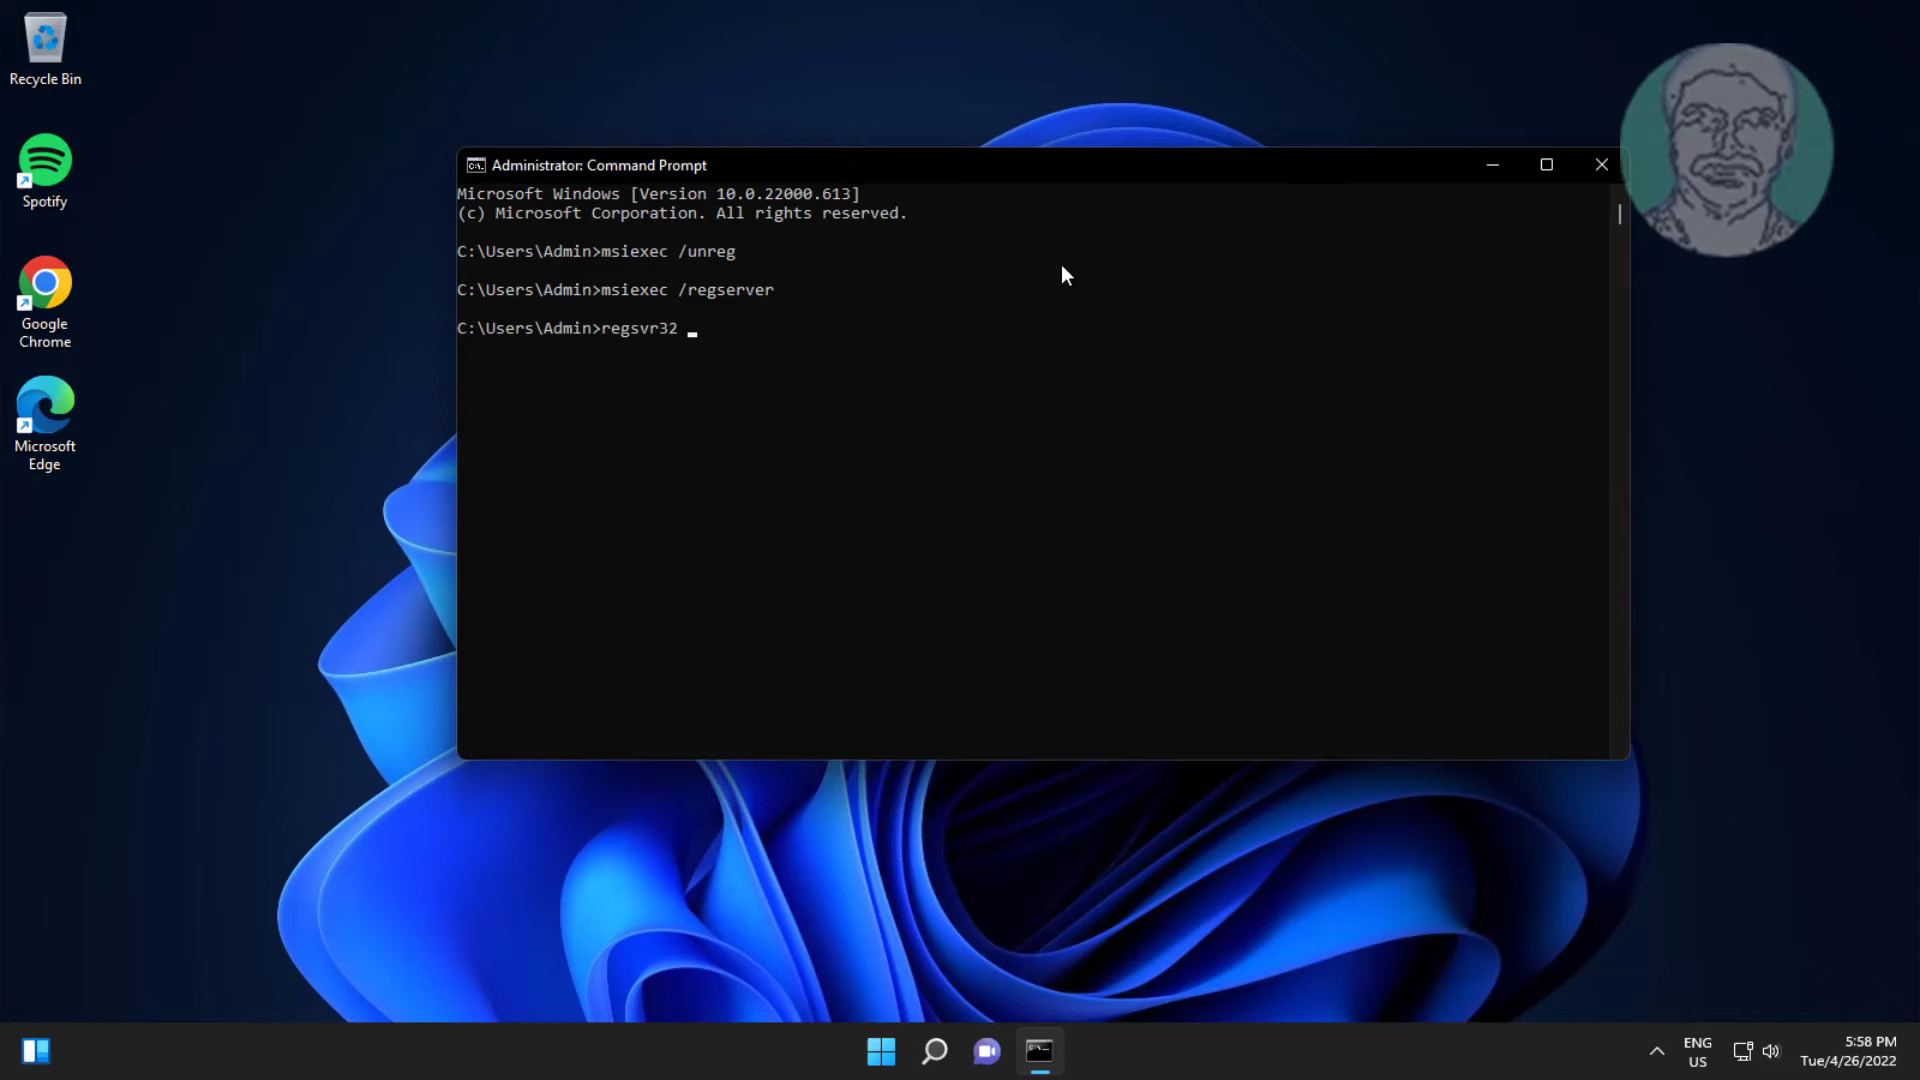 Recycle Bin
Spotify
Google
Chrome
Microsoft
Edge
Administrator: Command Prompt
Microsoft Windows [Version 10.0.22000.613]
(c) Microsoft Corporation. All rights reserved.
C:\Users\Admin>msiexec /unreg
C:\Users\Admin>msiexec /regserver
C:\Users\Admin>regsvr32
ENG
US
5:58 PM
Tue/4/26/2022